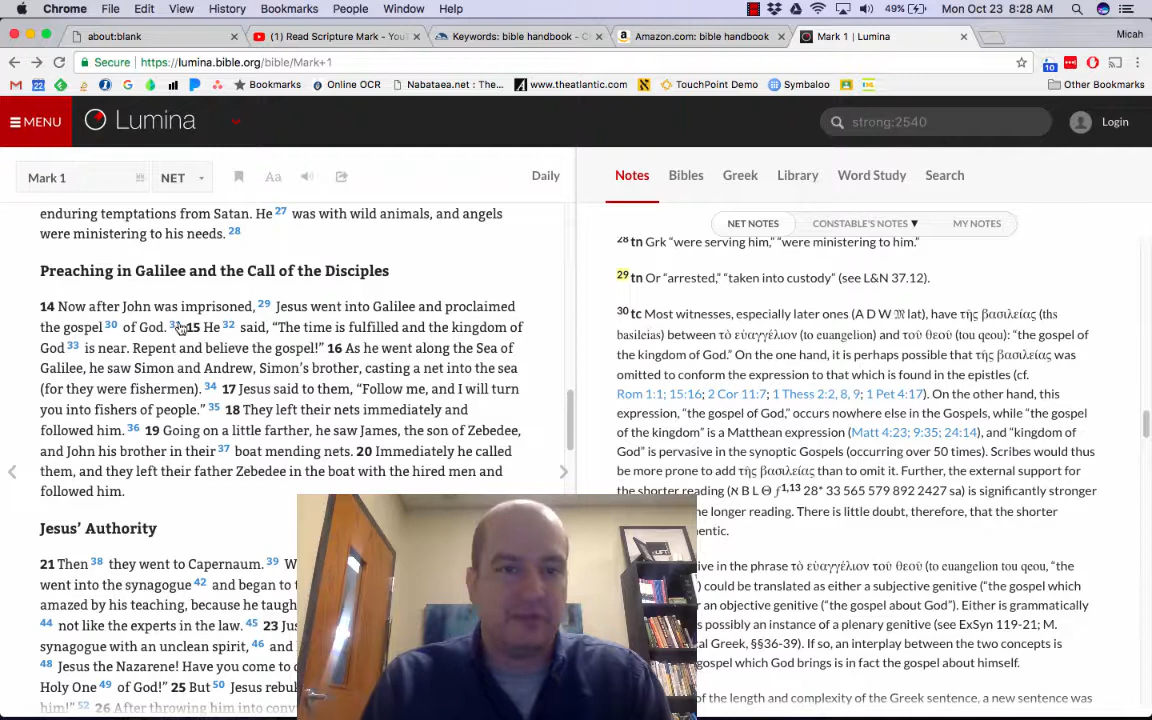 Chrome File Edit View History Bookmarks People Window Help 49% Mon Oct 23 8:28 AM
about:blank (1) Read Scripture Mark - You Keywords: bible handbook - C Amazon.com: bible handbook Mark 1 | Lumina Micah
Secure https://lumina.bible.org/bible/Mark+1 10
22 Bookmarks Online OCR Nabataea.net : The... www.theatlantic.com TouchPoint Demo Symbaloo Other Bookmarks
MENU Lumina strong:2540 Login
Mark 1 NET Aa Daily
Notes Bibles Greek Library Word Study Search
NET NOTES CONSTABLE'S NOTES ▼ MY NOTES
enduring temptations from Satan. He 27 was with wild animals, and angels
were ministering to his needs. 28
Preaching in Galilee and the Call of the Disciples
14 Now after John was imprisoned, 29 Jesus went into Galilee and proclaimed
the gospel 30 of God. 15 He 32 said, “The time is fulfilled and the kingdom of
God 33 is near. Repent and believe the gospel!” 16 As he went along the Sea of
Galilee, he saw Simon and Andrew, Simon’s brother, casting a net into the sea
(for they were fishermen). 34 17 Jesus said to them, “Follow me, and I will turn
you into fishers of people.” 35 18 They left their nets immediately and
followed him. 36 19 Going on a little farther, he saw James, the son of Zebedee,
and John his brother in their 37 boat mending nets. 20 Immediately he called
them, and they left their father Zebedee in the boat with the hired men and
followed him.
Jesus’ Authority
21 Then 38 they went to Capernaum. 39 W
went into the synagogue 42 and began to t
amazed by his teaching, because he taugh
44 not like the experts in the law. 45 23 Jus
synagogue with an unclean spirit, 46 and
48 Jesus the Nazarene! Have you come to d
Holy One 49 of God!” 25 But 50 Jesus rebu
him!” 52 26 After throwing him into conv
28 tn Grk “were serving him,” “were ministering to him.”
29 tn Or “arrested,” “taken into custody” (see L&N 37.12).
30 tc Most witnesses, especially later ones (A D W 𝔐 lat), have τῆς βασιλείας (ths
basileias) between τὸ εὐαγγέλιον (to euangelion) and τοῦ θεοῦ (tou qeou): “the gospel of
the kingdom of God.” On the one hand, it is perhaps possible that τῆς βασιλείας was
omitted to conform the expression to that which is found in the epistles (cf.
Rom 1:1; 15:16; 2 Cor 11:7; 1 Thess 2:2, 8, 9; 1 Pet 4:17). On the other hand, this
expression, “the gospel of God,” occurs nowhere else in the Gospels, while “the gospel
of the kingdom” is a Matthean expression (Matt 4:23; 9:35; 24:14), and “kingdom of
God” is pervasive in the synoptic Gospels (occurring over 50 times). Scribes would thus
be more prone to add τῆς βασιλείας than to omit it. Further, the external support for
the shorter reading (א B L Θ f1,13 28* 33 565 579 892 2427 sa) is significantly stronger
he longer reading. There is little doubt, therefore, that the shorter
entic.
ive in the phrase τὸ εὐαγγέλιον τοῦ θεοῦ (to euangelion tou qeou, “the
) could be translated as either a subjective genitive (“the gospel which
r an objective genitive (“the gospel about God”). Either is grammatically
s possibly an instance of a plenary genitive (see ExSyn 119-21; M.
al Greek, §§36-39). If so, an interplay between the two concepts is
gospel which God brings is in fact the gospel about himself.
of the length and complexity of the Greek sentence, a new sentence was